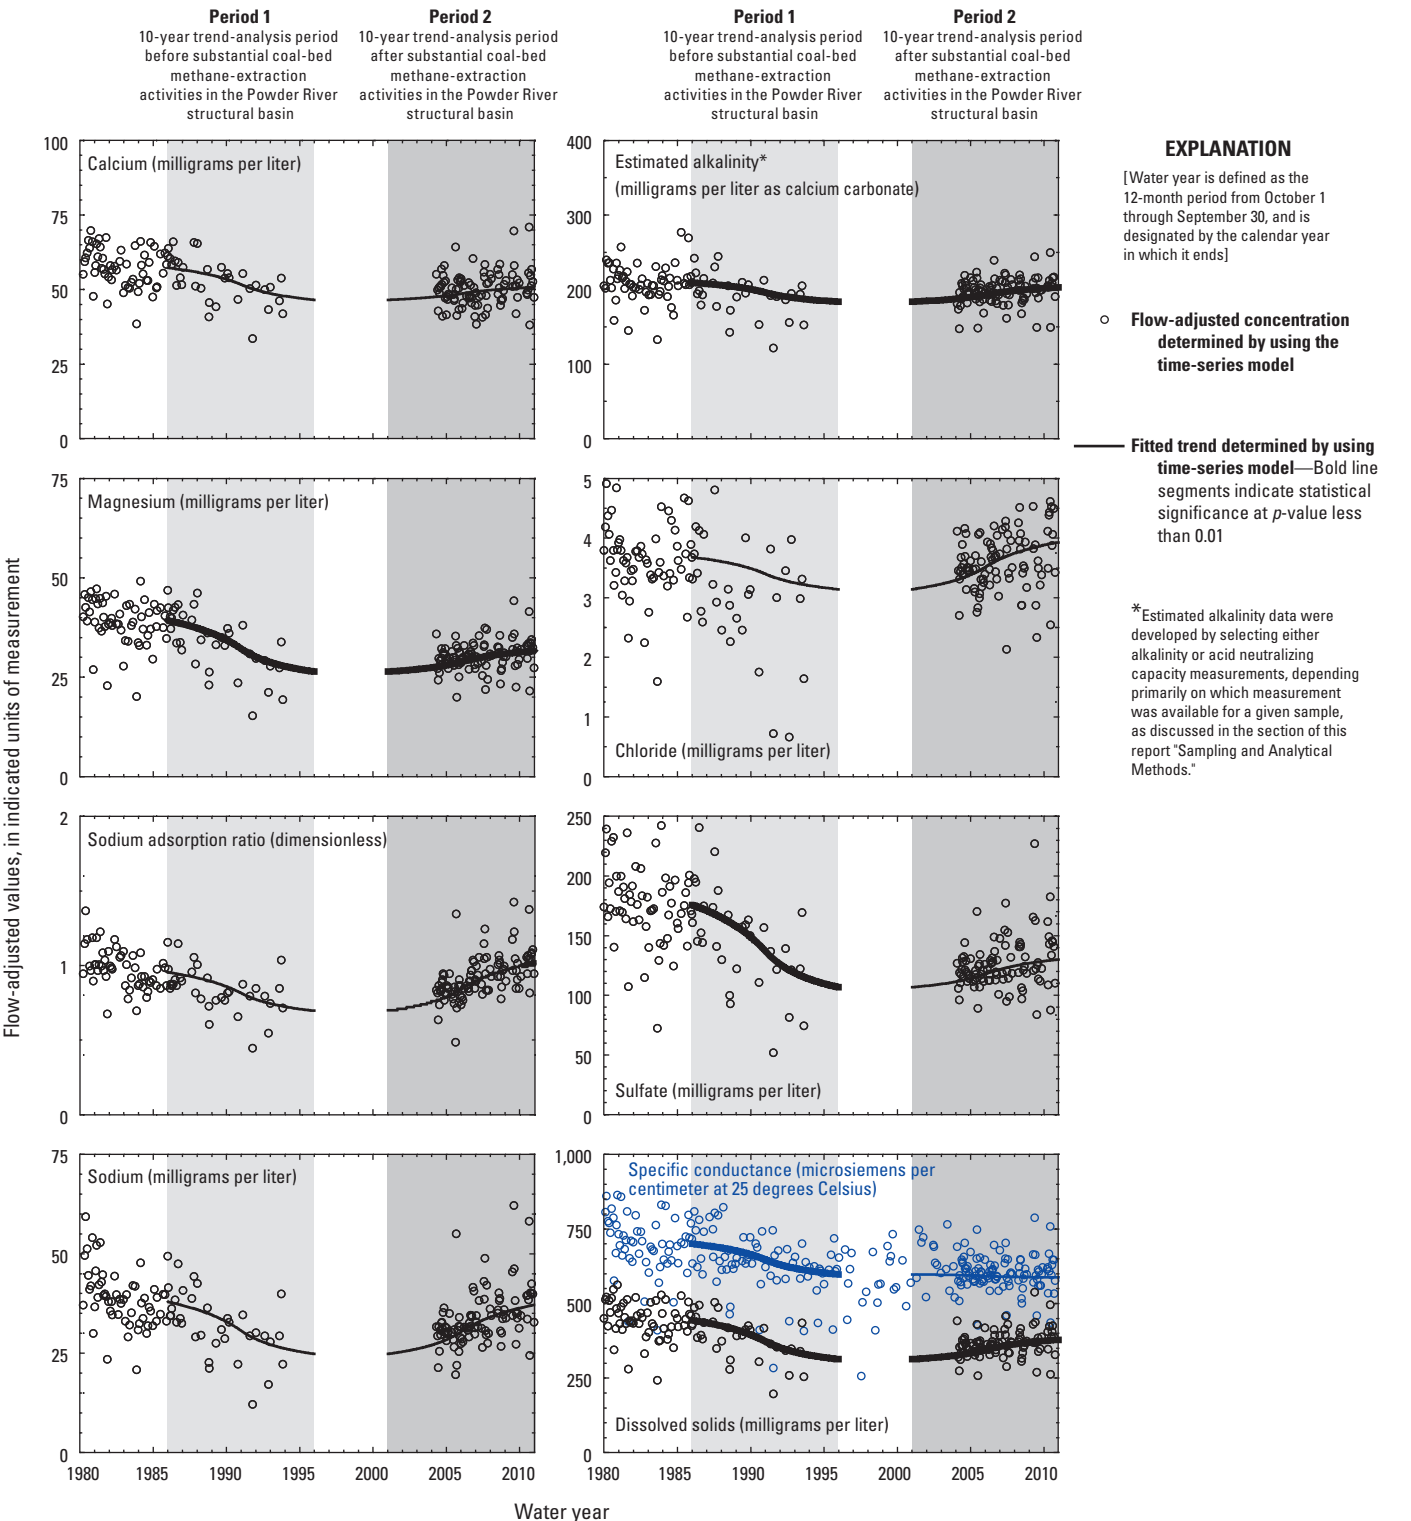 Period 1
10-year trend-analysis period
before substantial coal-bed
methane-extraction
activities in the Powder River
structural basin
Period 2
10-year trend-analysis period
after substantial coal-bed
methane-extraction
activities in the Powder River
structural basin
Period 1
10-year trend-analysis period
before substantial coal-bed
methane-extraction
activities in the Powder River
structural basin
Period 2
10-year trend-analysis period
after substantial coal-bed
methane-extraction
activities in the Powder River
structural basin
Flow-adjusted values, in indicated units of measurement
Calcium (milligrams per liter)
100
75
50
25
0
Estimated alkalinity*
(milligrams per liter as calcium carbonate)
400
300
200
100
0
Magnesium (milligrams per liter)
75
50
25
0
Chloride (milligrams per liter)
5
4
3
2
1
0
Sodium adsorption ratio (dimensionless)
2
1
0
Sulfate (milligrams per liter)
250
200
150
100
50
0
Sodium (milligrams per liter)
75
50
25
0
1980 1985 1990 1995 2000 2005 2010
Specific conductance (microsiemens per
centimeter at 25 degrees Celsius)
Dissolved solids (milligrams per liter)
1,000
750
500
250
0
1980 1985 1990 1995 2000 2005 2010
Water year
EXPLANATION
[Water year is defined as the
12-month period from October 1
through September 30, and is
designated by the calendar year
in which it ends]
Flow-adjusted concentration
determined by using the
time-series model
Fitted trend determined by using
time-series model—Bold line
segments indicate statistical
significance at p-value less
than 0.01
*Estimated alkalinity data were
developed by selecting either
alkalinity or acid neutralizing
capacity measurements, depending
primarily on which measurement
was available for a given sample,
as discussed in the section of this
report "Sampling and Analytical
Methods."